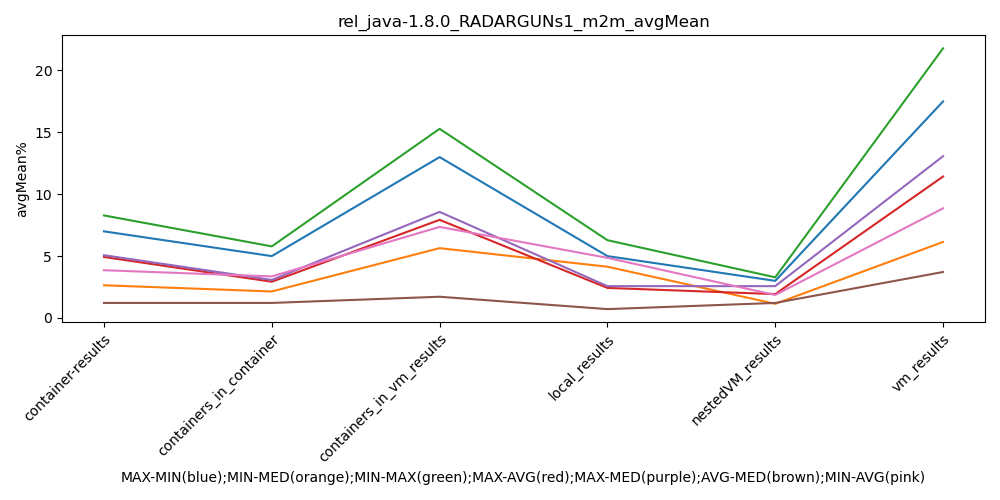 rel_java-1.8.0_RADARGUNs1_m2m_avgMean
avgMean%
20
15
10
5
0
container-results
containers_in_container
containers_in_vm_results
local_results
nestedVM_results
vm_results
MAX-MIN(blue);MIN-MED(orange);MIN-MAX(green);MAX-AVG(red);MAX-MED(purple);AVG-MED(brown);MIN-AVG(pink)